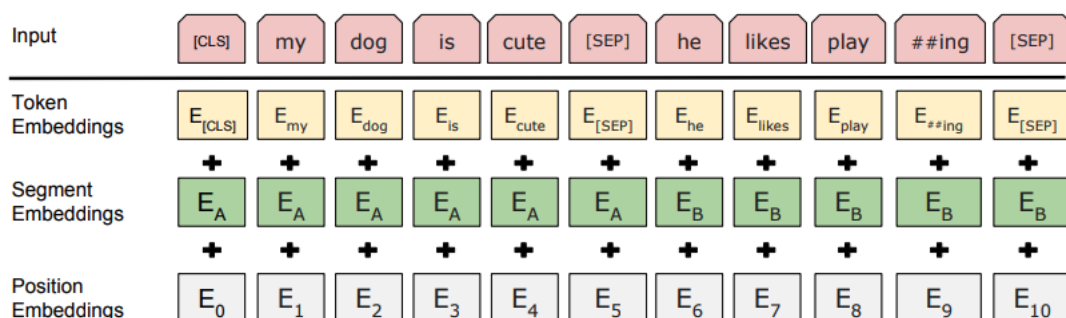 Input [CLS] my dog is cute [SEP] he likes play ##ing [SEP]
Token Embeddings E[CLS] Emy Edog Eis Ecute E[SEP] Ehe Elikes Eplay E##ing E[SEP]
+ + + + + + + + + + +
Segment Embeddings EA EA EA EA EA EA EB EB EB EB EB
+ + + + + + + + + + +
Position Embeddings E0 E1 E2 E3 E4 E5 E6 E7 E8 E9 E10